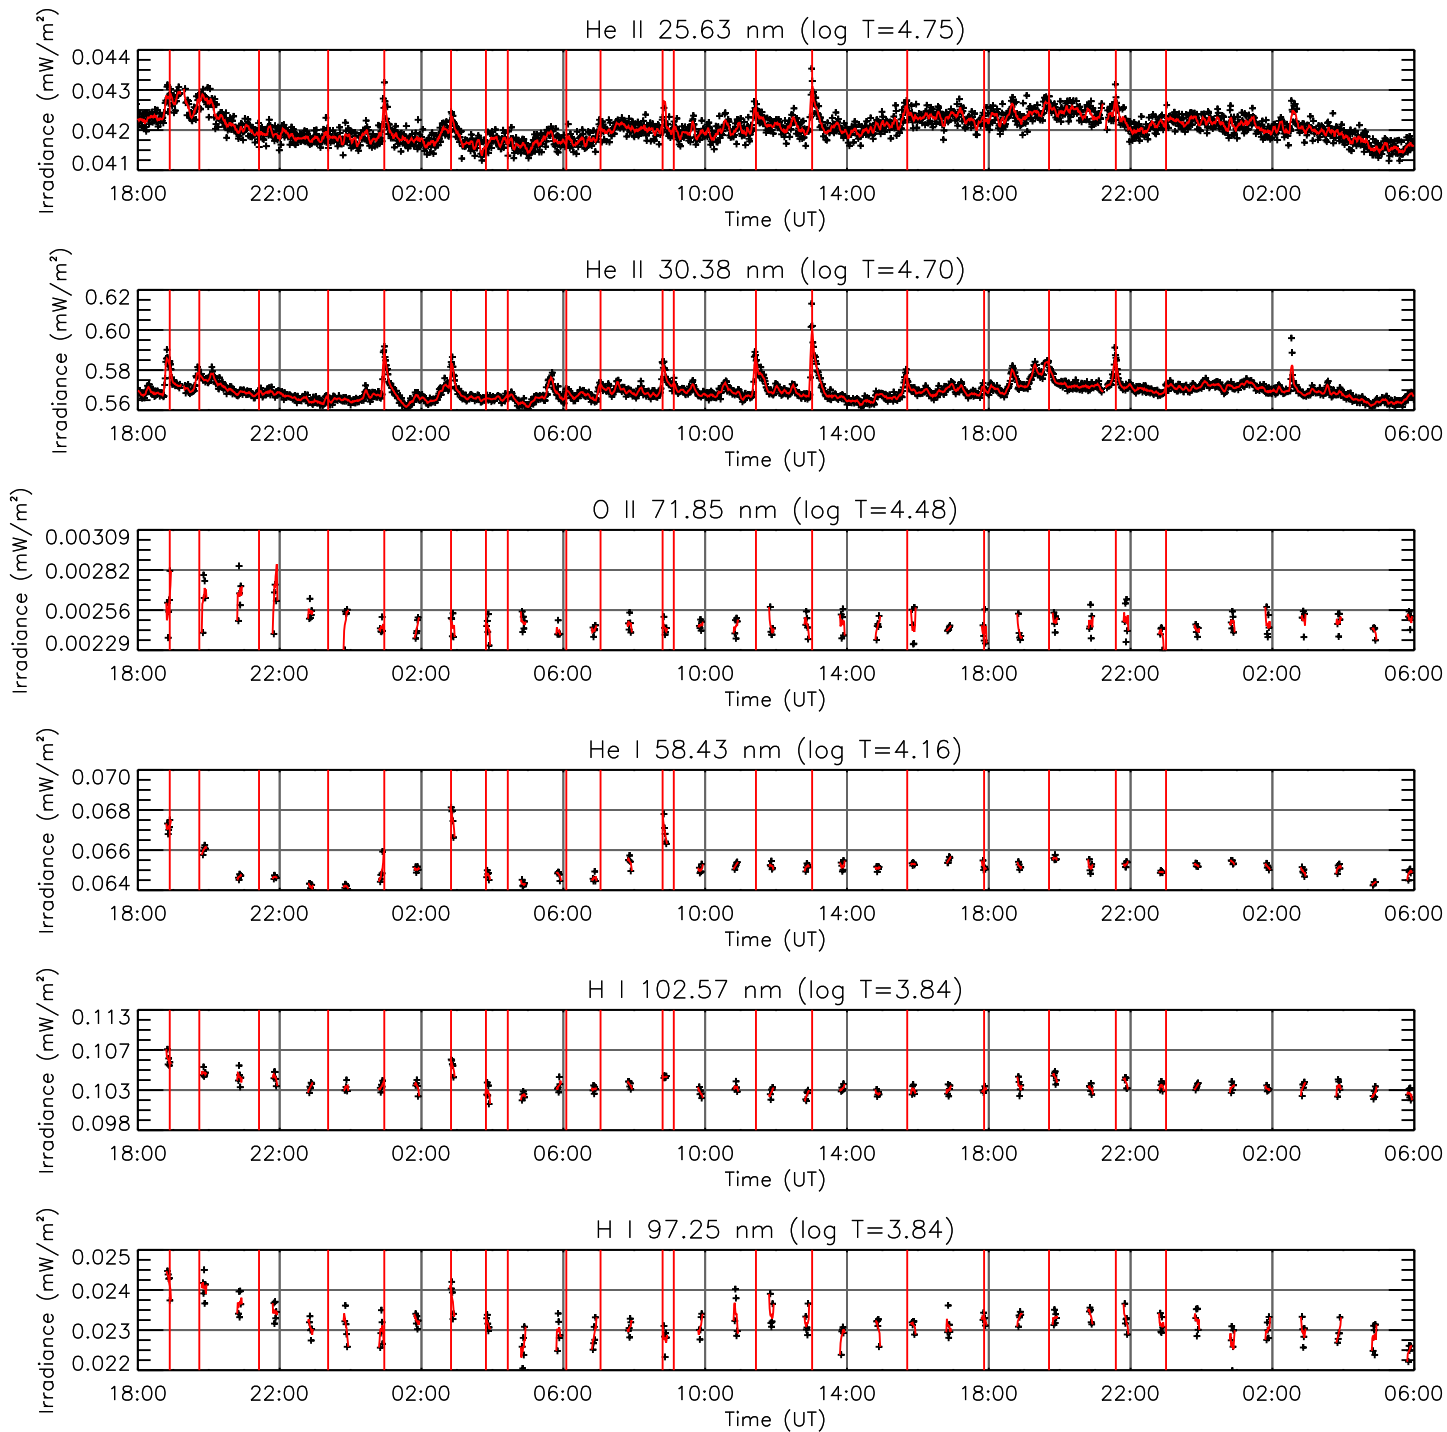 He II 25.63 nm (log T=4.75)
Irradiance (mW/m²)
0.044
0.043
0.042
0.041
18:00 22:00 02:00 06:00 10:00 14:00 18:00 22:00 02:00 06:00
Time (UT)
He II 30.38 nm (log T=4.70)
Irradiance (mW/m²)
0.62
0.60
0.58
0.56
18:00 22:00 02:00 06:00 10:00 14:00 18:00 22:00 02:00 06:00
Time (UT)
O II 71.85 nm (log T=4.48)
Irradiance (mW/m²)
0.00309
0.00282
0.00256
0.00229
18:00 22:00 02:00 06:00 10:00 14:00 18:00 22:00 02:00 06:00
Time (UT)
He I 58.43 nm (log T=4.16)
Irradiance (mW/m²)
0.070
0.068
0.066
0.064
18:00 22:00 02:00 06:00 10:00 14:00 18:00 22:00 02:00 06:00
Time (UT)
H I 102.57 nm (log T=3.84)
Irradiance (mW/m²)
0.113
0.107
0.103
0.098
18:00 22:00 02:00 06:00 10:00 14:00 18:00 22:00 02:00 06:00
Time (UT)
H I 97.25 nm (log T=3.84)
Irradiance (mW/m²)
0.025
0.024
0.023
0.022
18:00 22:00 02:00 06:00 10:00 14:00 18:00 22:00 02:00 06:00
Time (UT)